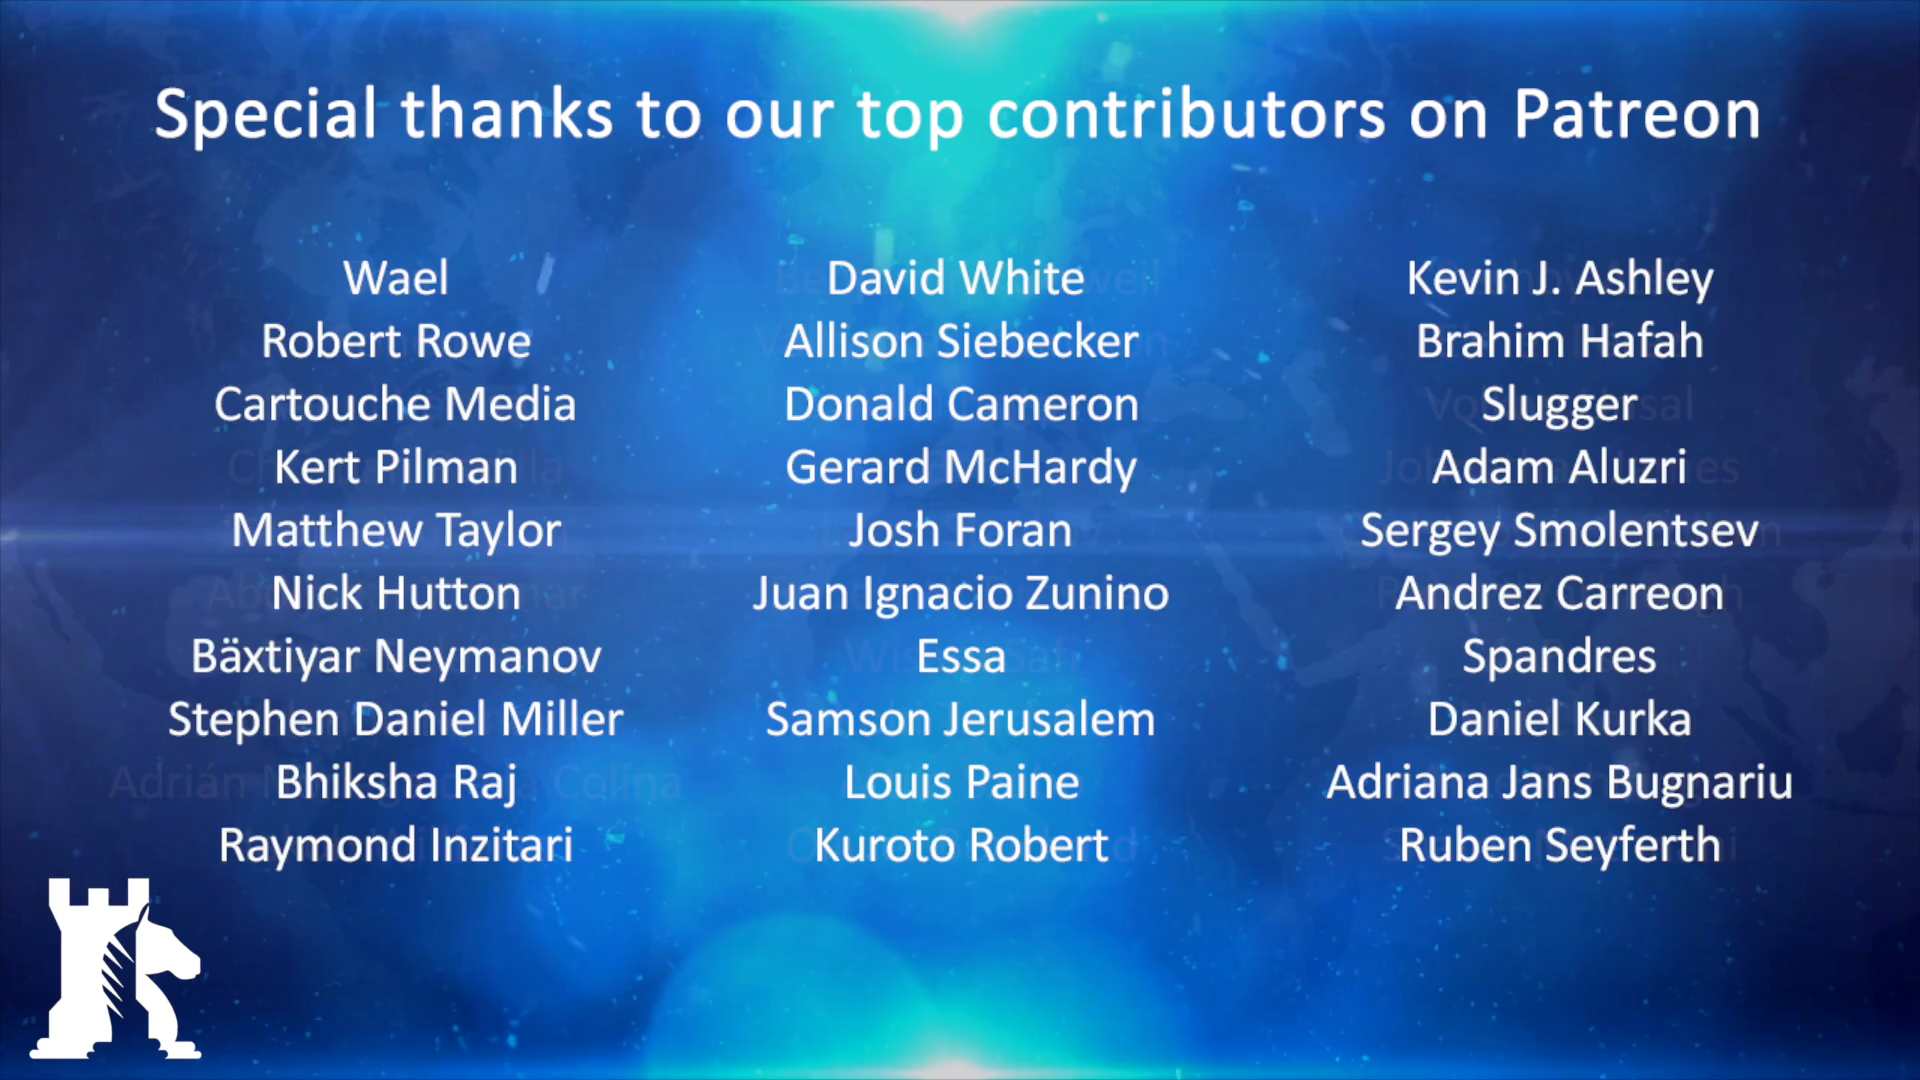 Special thanks to our top contributors on Patreon
Wael
Robert Rowe
Cartouche Media
Kert Pilman
Matthew Taylor
Nick Hutton
Bäxtiyar Neymanov
Stephen Daniel Miller
Bhiksha Raj
Raymond Inzitari
David White
Allison Siebecker
Donald Cameron
Gerard McHardy
Josh Foran
Juan Ignacio Zunino
Essa
Samson Jerusalem
Louis Paine
Kuroto Robert
Kevin J. Ashley
Brahim Hafah
Slugger
Adam Aluzri
Sergey Smolentsev
Andrez Carreon
Spandres
Daniel Kurka
Adriana Jans Bugnariu
Ruben Seyferth